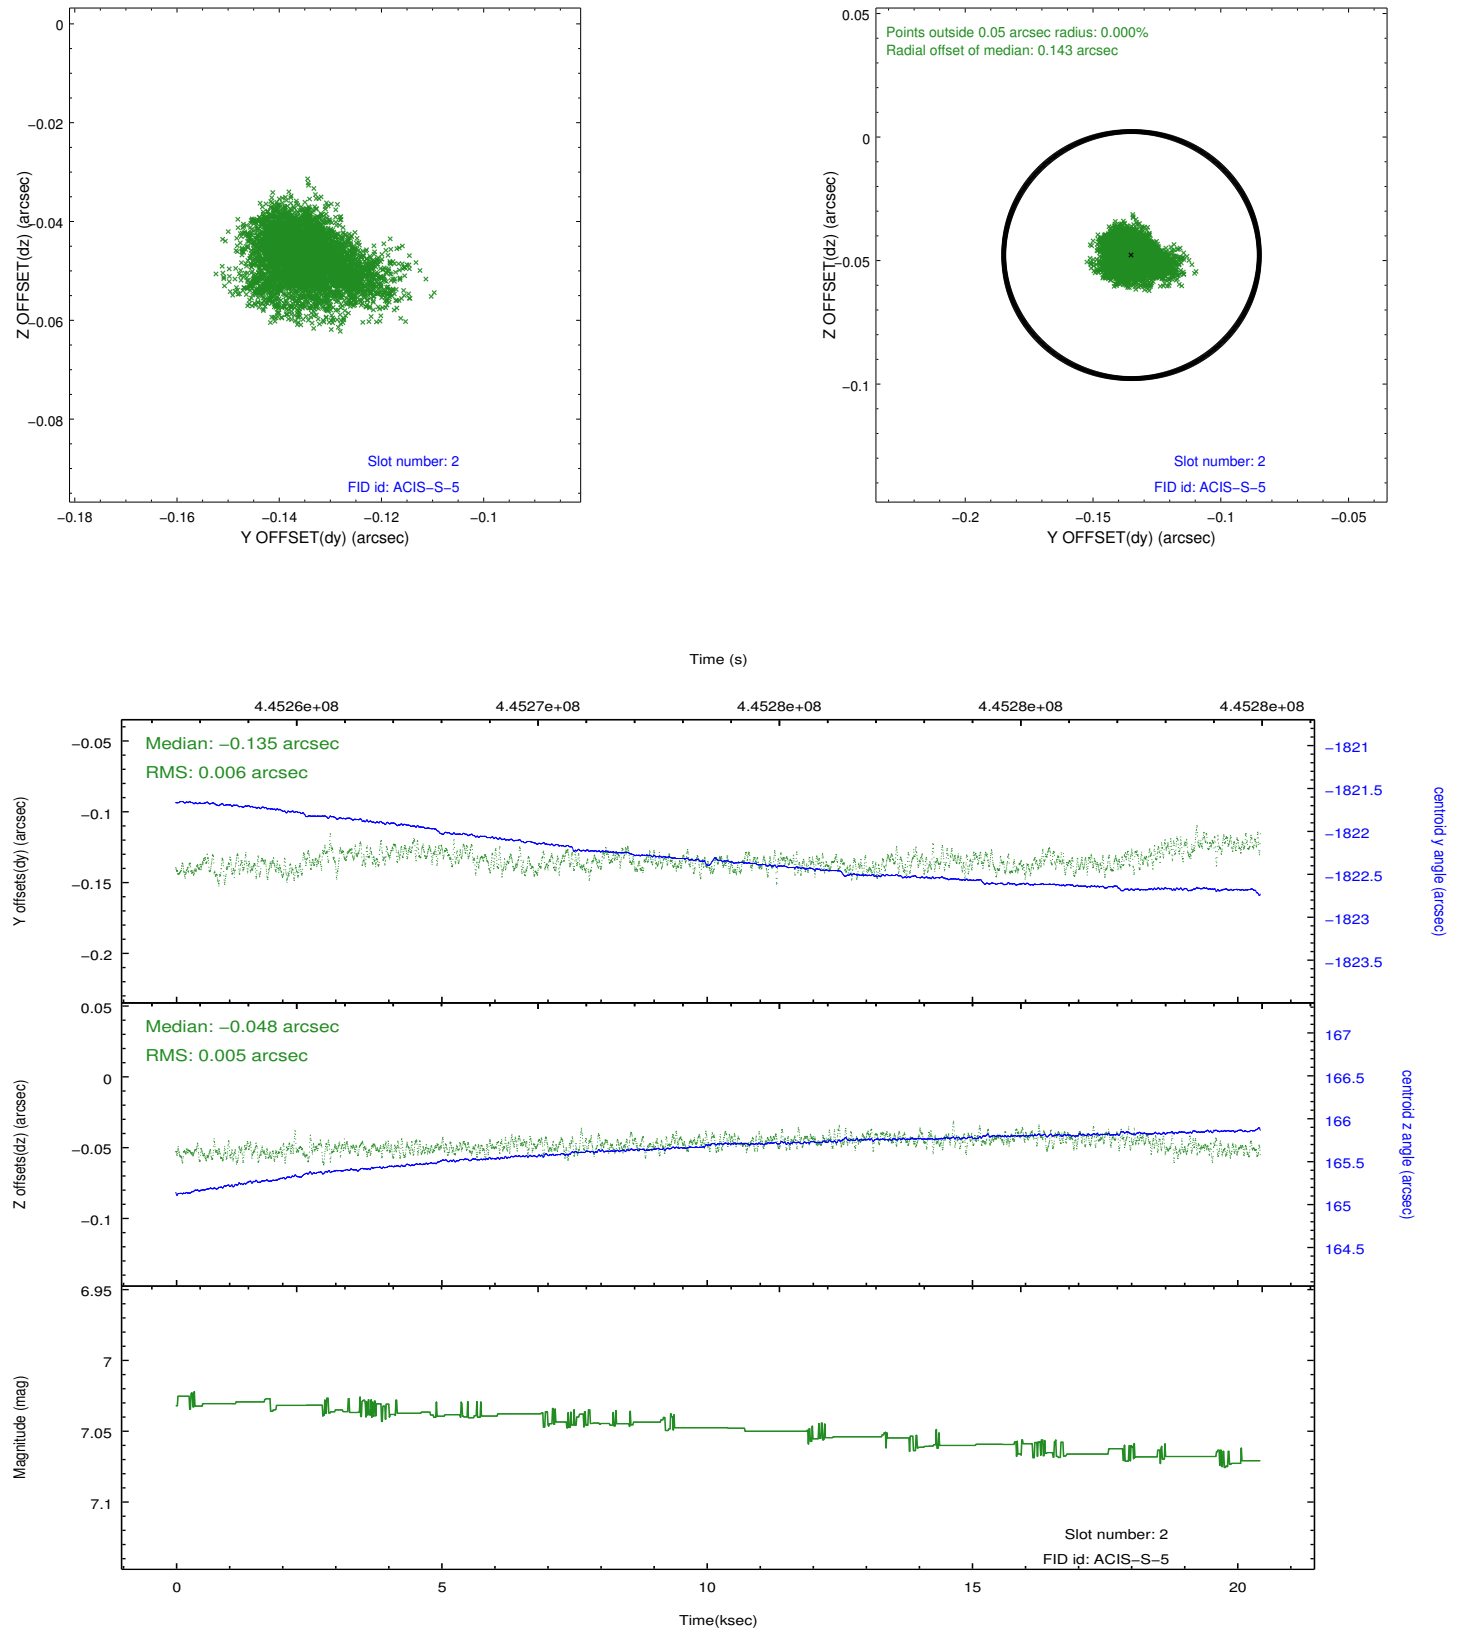 0
−0.02
−0.04
−0.06
−0.08
Z OFFSET(dz) (arcsec)
Slot number: 2
FID id: ACIS−S−5
−0.18
−0.16
−0.14
−0.12
−0.1
Y OFFSET(dy) (arcsec)
0.05
0
−0.05
−0.1
Z OFFSET(dz) (arcsec)
Points outside 0.05 arcsec radius: 0.000%
Radial offset of median: 0.143 arcsec
Slot number: 2
FID id: ACIS−S−5
−0.2
−0.15
−0.1
−0.05
Y OFFSET(dy) (arcsec)
Time (s)
4.4526e+08
4.4527e+08
4.4528e+08
4.4528e+08
4.4528e+08
−0.05
−0.1
−0.15
−0.2
Y offsets(dy) (arcsec)
Median: −0.135 arcsec
RMS: 0.006 arcsec
−1821
−1821.5
−1822
−1822.5
−1823
−1823.5
centroid y angle (arcsec)
0.05
0
−0.05
−0.1
Z offsets(dz) (arcsec)
Median: −0.048 arcsec
RMS: 0.005 arcsec
167
166.5
166
165.5
165
164.5
centroid z angle (arcsec)
6.95
7
7.05
7.1
Magnitude (mag)
Slot number: 2
FID id: ACIS−S−5
0
5
10
15
20
Time(ksec)